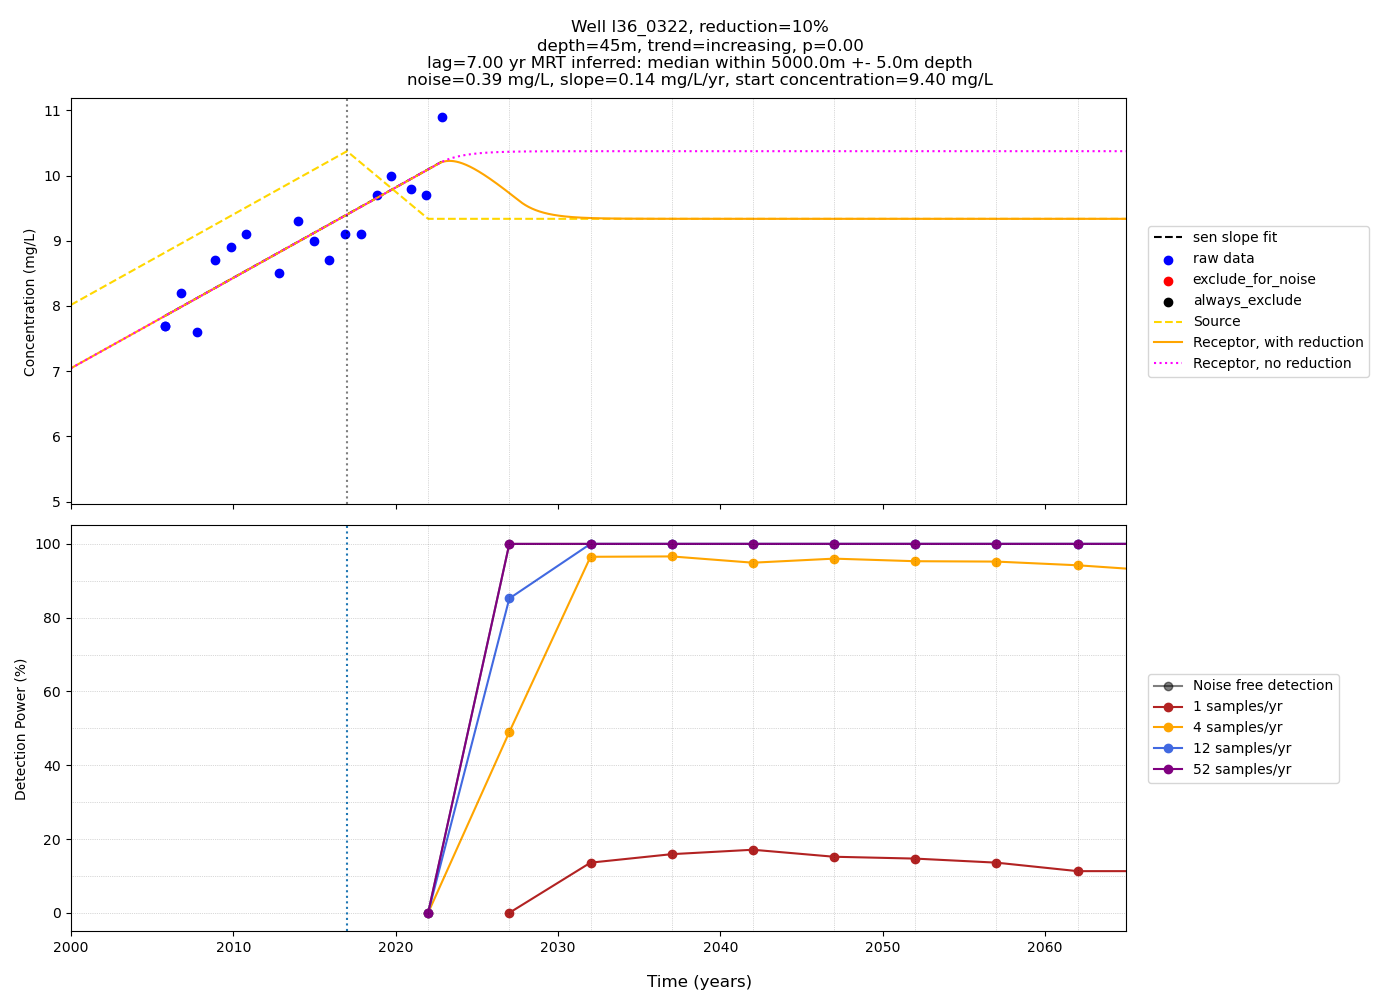 Well l36_0322, reduction=10%
depth=45m, trend=increasing, p=0.00
lag=7.00 yr MRT inferred: median within 5000.0m +- 5.0m depth
noise=0.39 mg/L, slope=0.14 mg/L/yr, start concentration=9.40 mg/L
11
10
9
8
7
6
5
Concentration (mg/L)
sen slope fit
raw data
exclude_for_noise
always_exclude
Source
Receptor, with reduction
Receptor, no reduction
100
80
60
40
20
0
Detection Power (%)
Noise free detection
1 samples/yr
4 samples/yr
12 samples/yr
52 samples/yr
2000 2010 2020 2030 2040 2050 2060
Time (years)